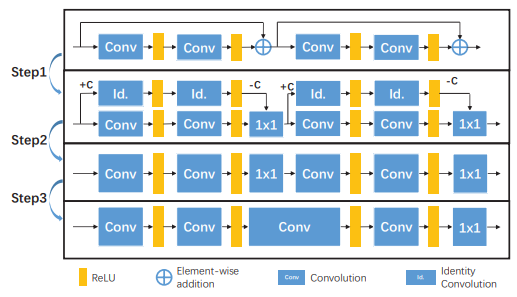 Conv Conv Conv Conv
Step1
+C Id. Id. -C +C Id. Id. -C
Conv Conv 1x1 Conv Conv 1x1
Step2
Conv Conv 1x1 Conv Conv 1x1
Step3
Conv Conv Conv Conv 1x1
ReLU
Element-wise
addition
Conv Convolution
Id. Identity
Convolution